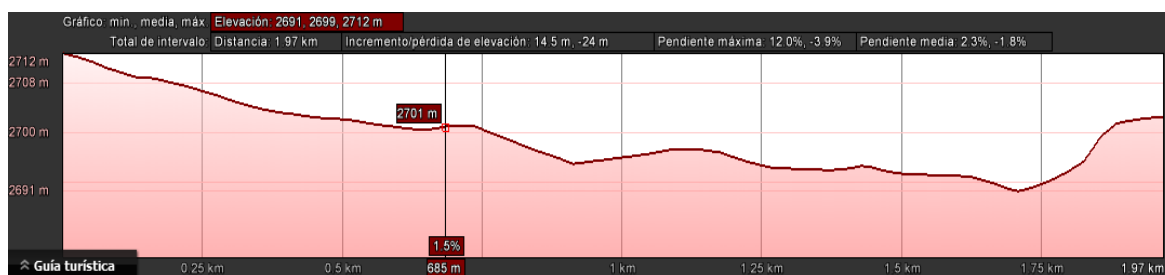 Gráfico: min., media, máx. Elevación: 2691, 2699, 2712 m
Total de intervalo: Distancia: 1.97 km Incremento/pérdida de elevación: 14.5 m, -24 m Pendiente máxima: 12.0%, -3.9% Pendiente media: 2.3%, -1.8%
2712 m
2708 m
2701 m
2700 m
2691 m
1.5%
Guía turística 0.25 km 0.5 km 685 m 1 km 1.25 km 1.5 km 1.75 km 1.97 km